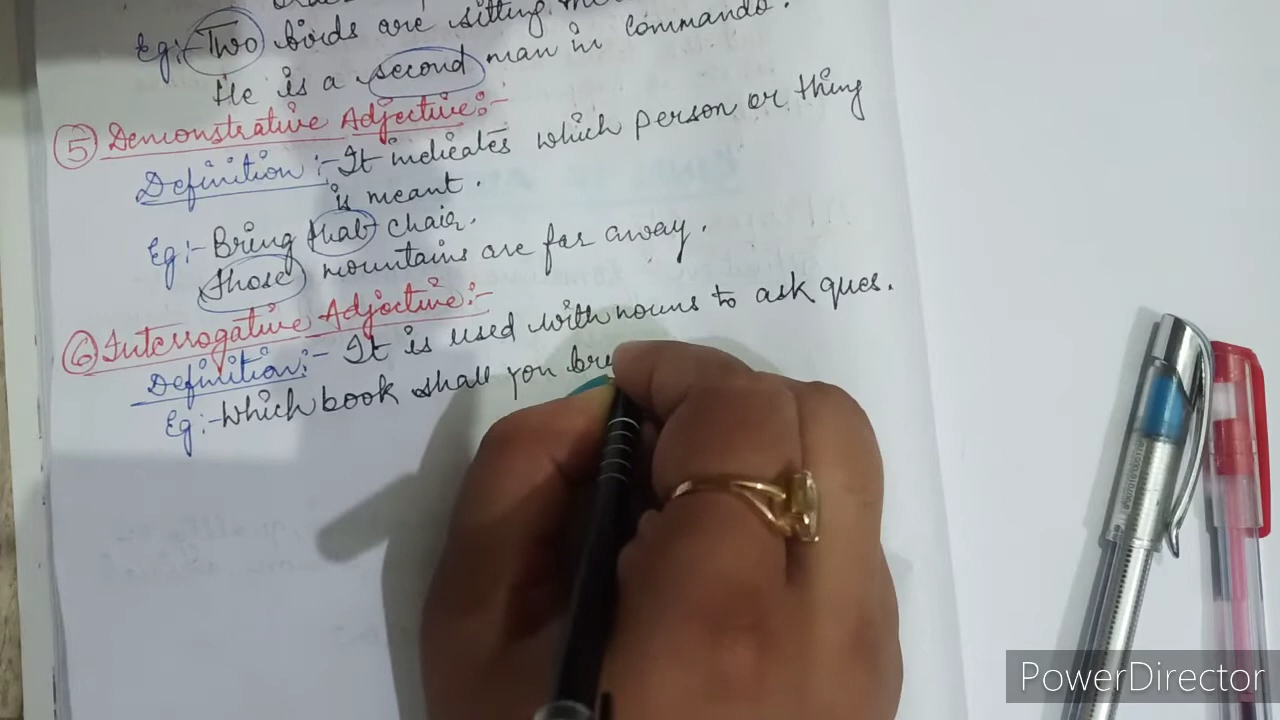 Eg:- Two birds are sitting
He is a second man in commando.
⑤ Demonstrative Adjective:-
Definition:- It indicates which person or thing
is meant.
Eg:- Bring that chair.
those mountains are far away.
⑥ Interrogative Adjective:-
Definition:- It is used with nouns to ask ques.
Eg:- Which book shall you
PowerDirector